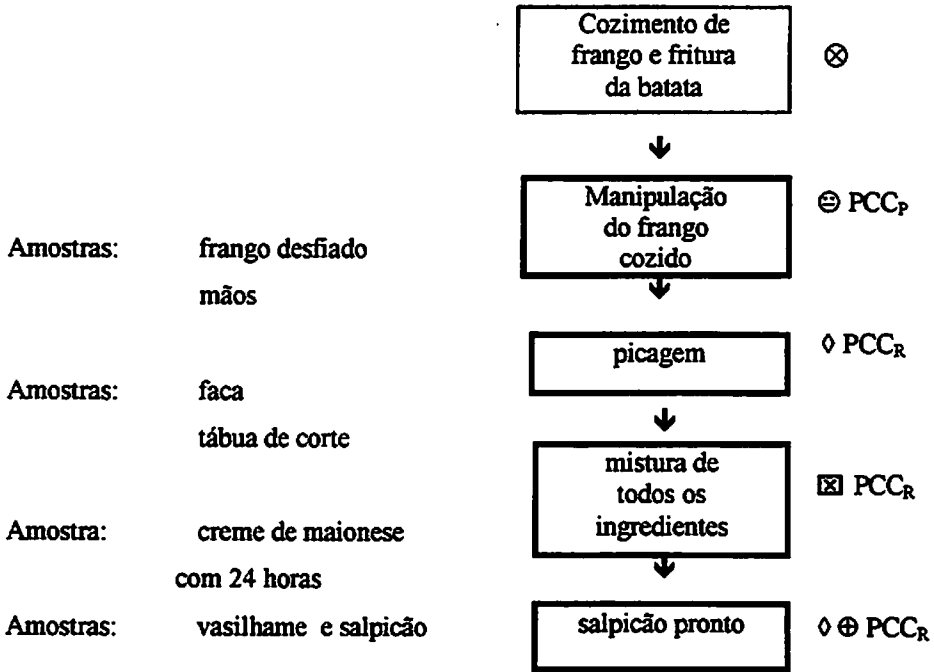 Cozimento de
frango e fritura
da batata
⊗
Manipulação
do frango
cozido
😐 PCCP
Amostras: frango desfiado
mãos
picagem
◊ PCCR
Amostras: faca
tábua de corte
mistura de
todos os
ingredientes
☒ PCCR
Amostra: creme de maionese
com 24 horas
Amostras: vasilhame e salpicão
salpicão pronto
◊ ⊕ PCCR